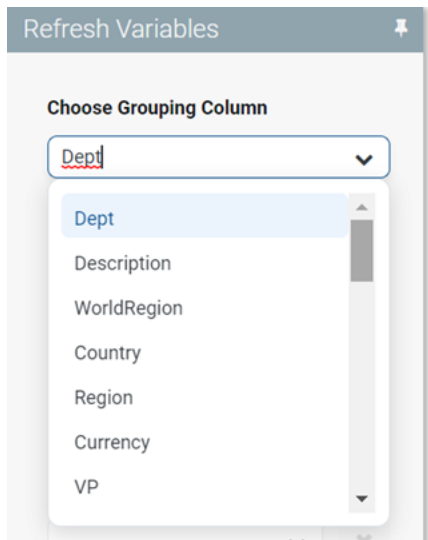 Refresh Variables
Choose Grouping Column
Dept
Dept
Description
WorldRegion
Country
Region
Currency
VP